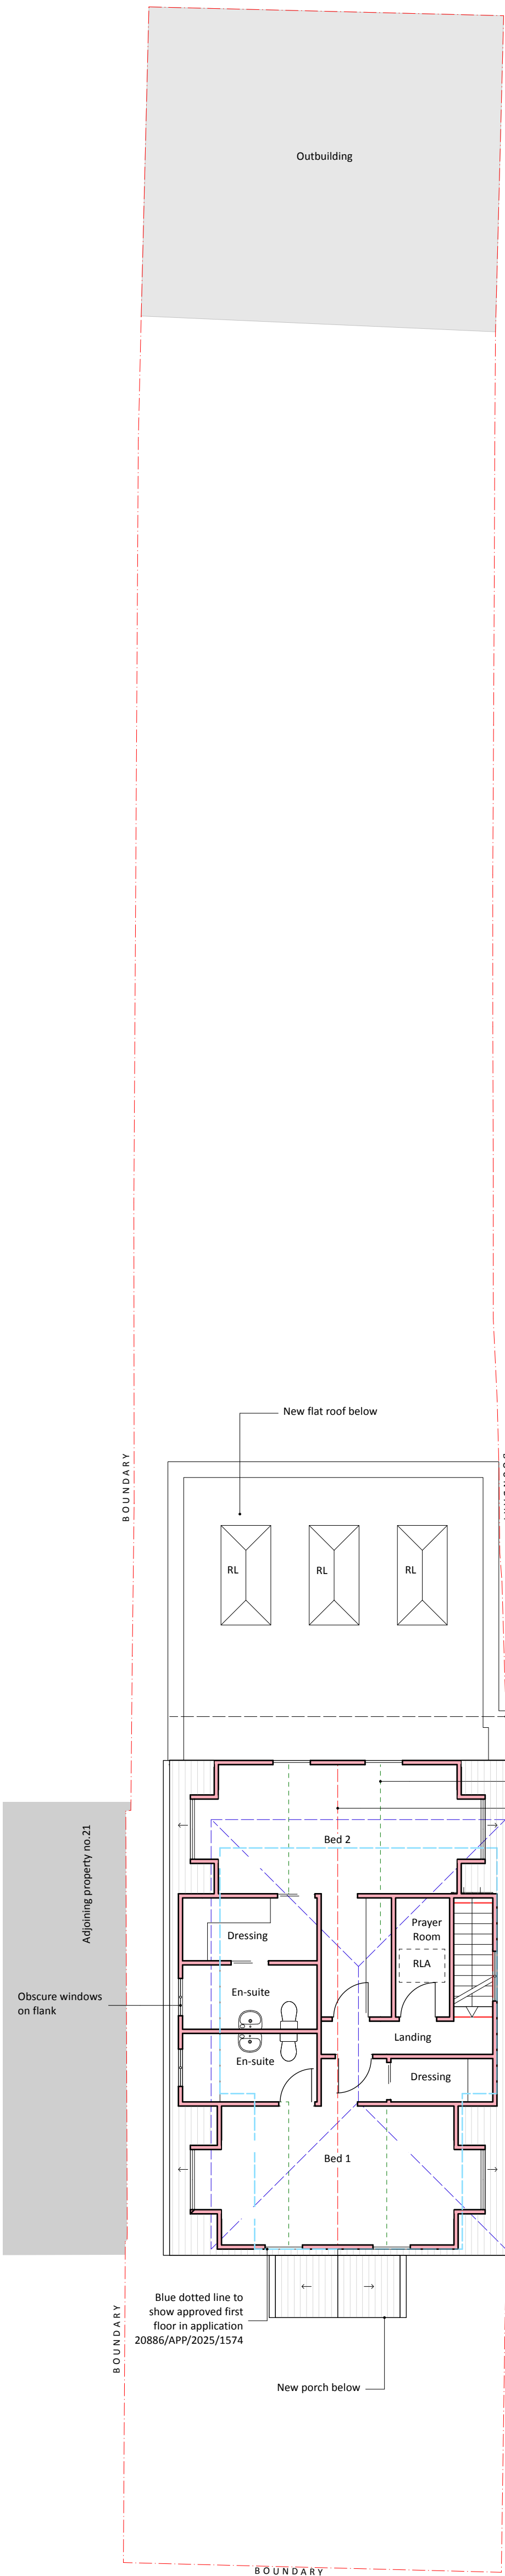 Outbuilding
New flat roof below
BOUNDARY
RL
RL
RL
Adjoining property no.21
Bed 2
Dressing
Prayer
Room
RLA
En-suite
Obscure windows
on flank
Landing
En-suite
Dressing
Bed 1
Blue dotted line to
show approved first
floor in application
20886/APP/2025/1574
BOUNDARY
New porch below
BOUNDARY